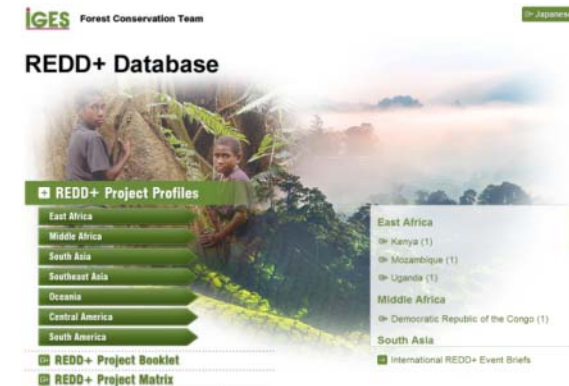 IGES Forest Conservation Team
Japanese
REDD+ Database
REDD+ Project Profiles
East Africa
Middle Africa
South Asia
Southeast Asia
Oceania
Central America
South America
REDD+ Project Booklet
REDD+ Project Matrix
East Africa
Kenya (1)
Mozambique (1)
Uganda (1)
Middle Africa
Democratic Republic of the Congo (1)
South Asia
International REDD+ Event Briefs